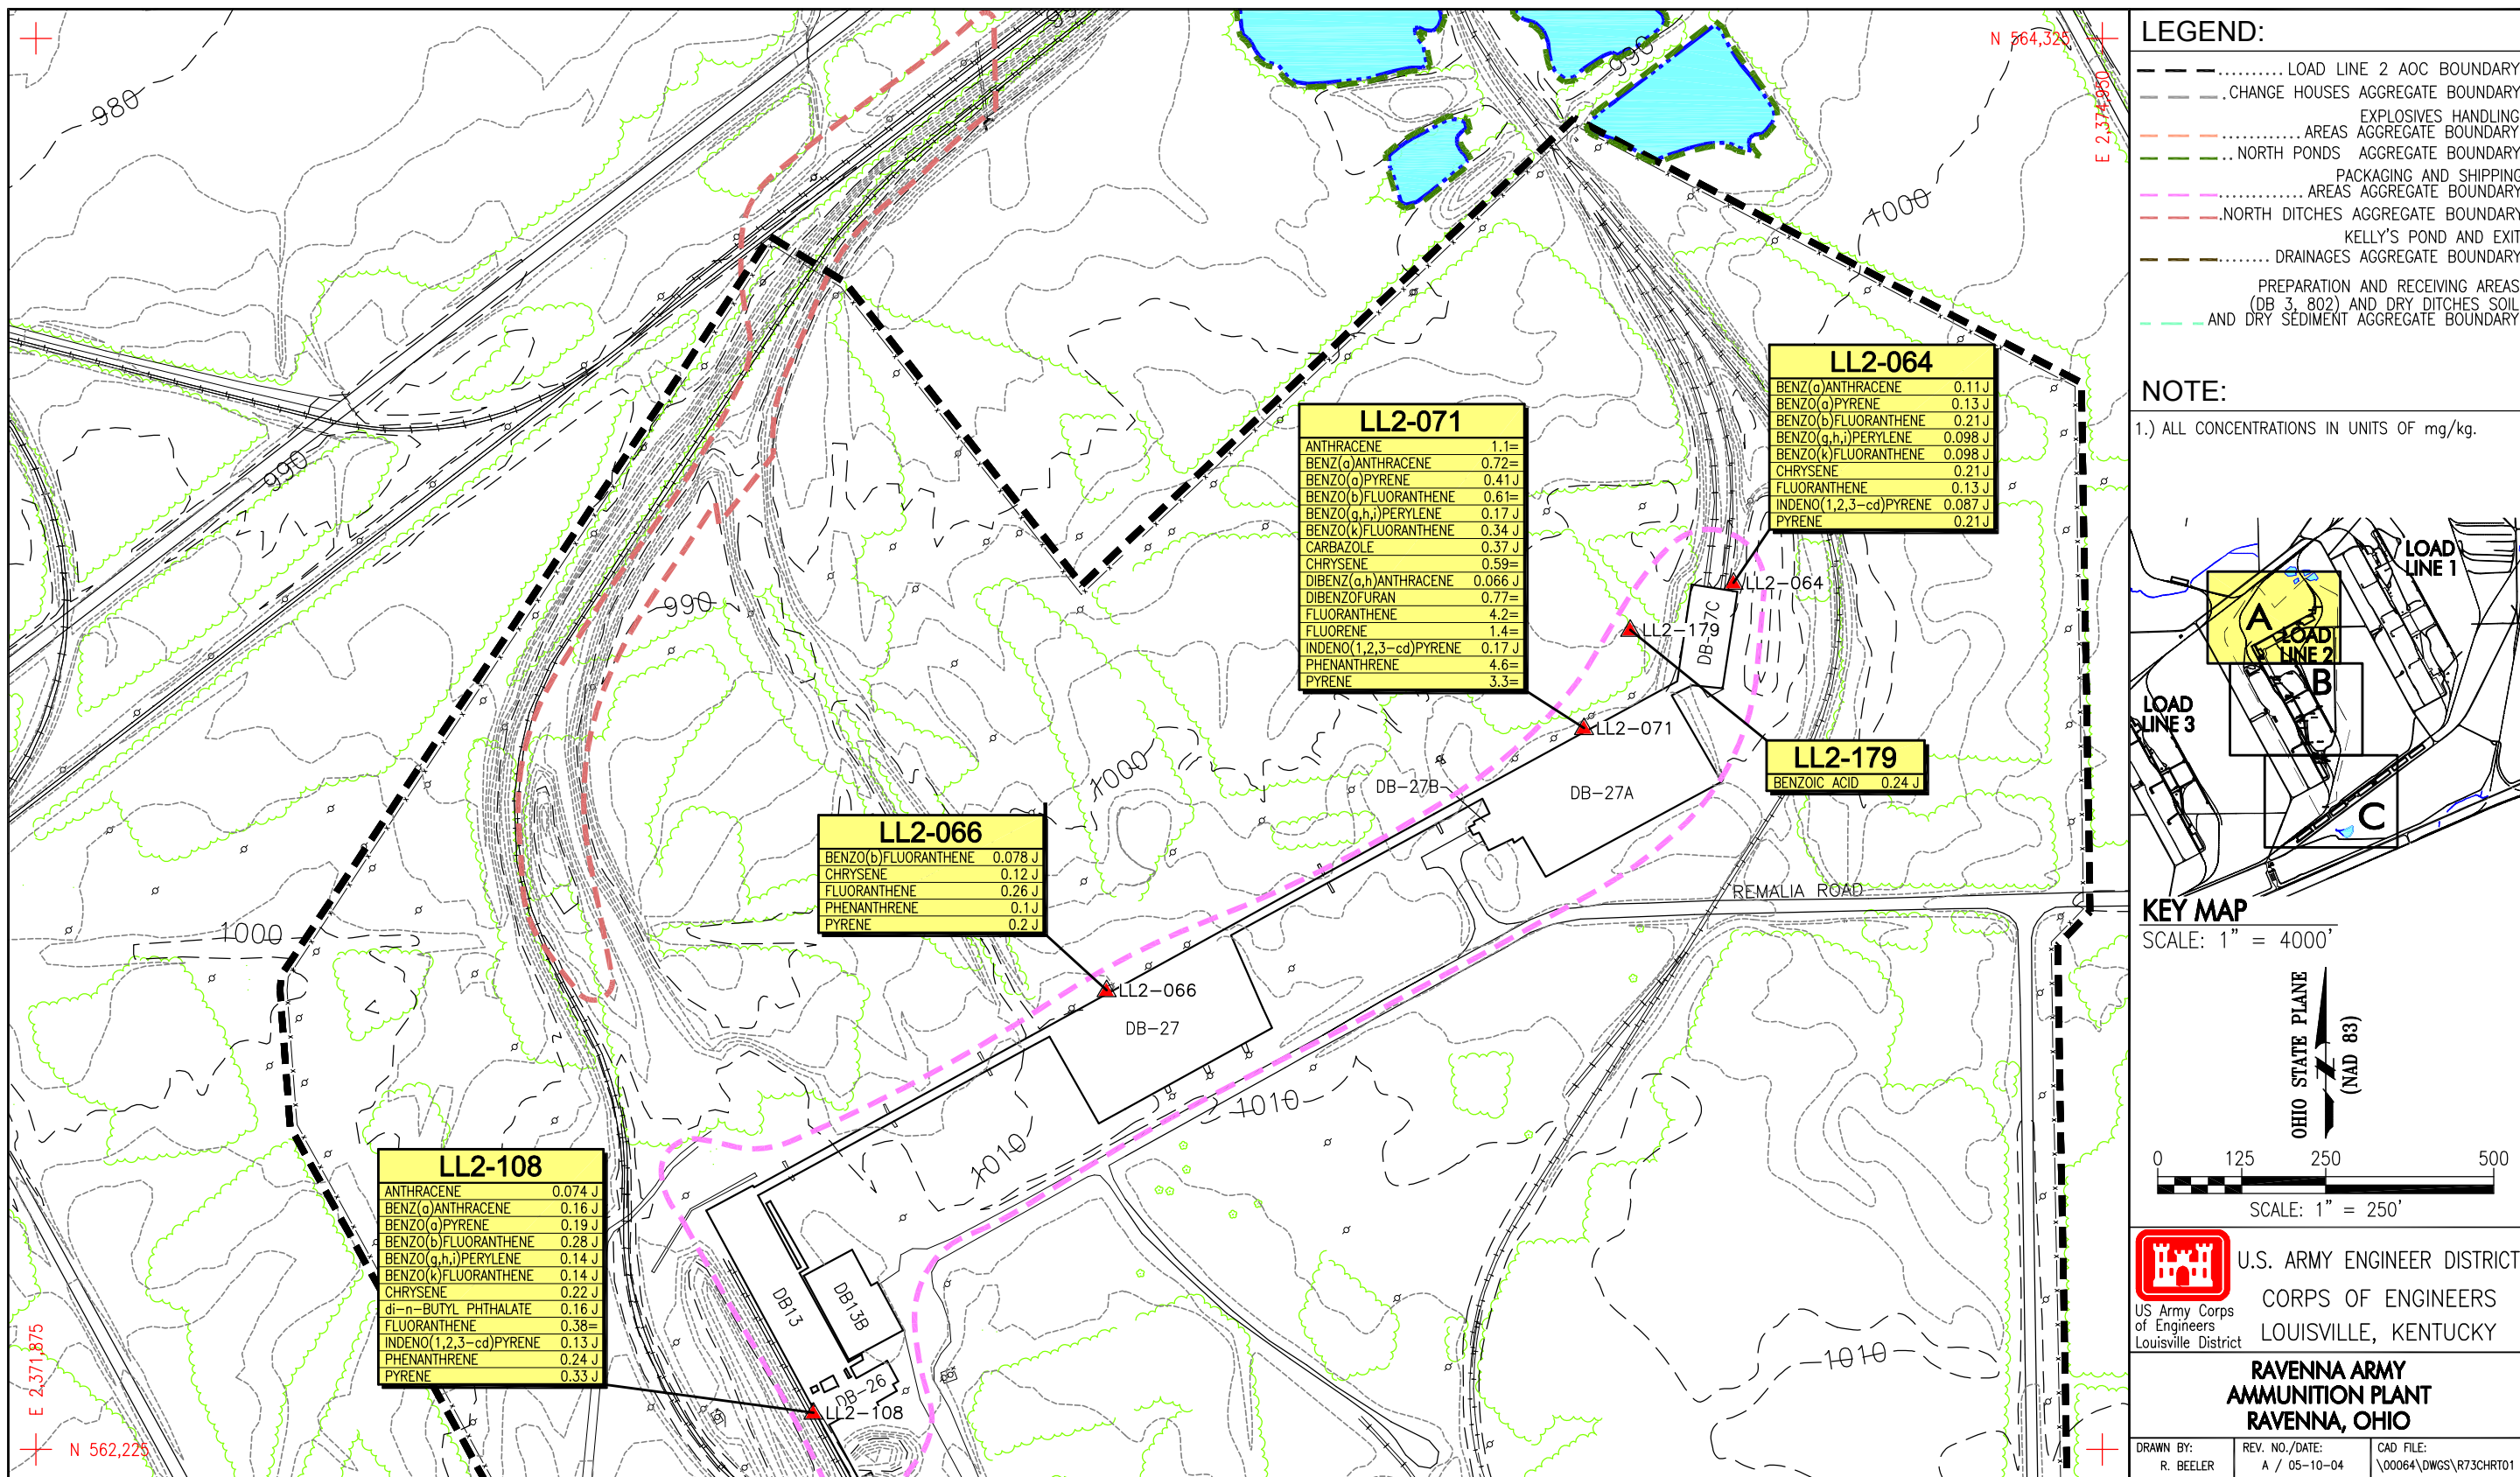 N 564,325
E 2,374,950
980
990
1000
990
990
1000
1000
1010
1010
1010
LL2-064
BENZ(a)ANTHRACENE 0.11 J
BENZO(a)PYRENE 0.13 J
BENZO(b)FLUORANTHENE 0.21 J
BENZO(g,h,i)PERYLENE 0.098 J
BENZO(k)FLUORANTHENE 0.098 J
CHRYSENE 0.21 J
FLUORANTHENE 0.13 J
INDENO(1,2,3-cd)PYRENE 0.087 J
PYRENE 0.21 J
LL2-071
ANTHRACENE 1.1=
BENZ(a)ANTHRACENE 0.72=
BENZO(a)PYRENE 0.41 J
BENZO(b)FLUORANTHENE 0.61=
BENZO(g,h,i)PERYLENE 0.17 J
BENZO(k)FLUORANTHENE 0.34 J
CARBAZOLE 0.37 J
CHRYSENE 0.59=
DIBENZ(a,h)ANTHRACENE 0.066 J
DIBENZOFURAN 0.77=
FLUORANTHENE 4.2=
FLUORENE 1.4=
INDENO(1,2,3-cd)PYRENE 0.17 J
PHENANTHRENE 4.6=
PYRENE 3.3=
LL2-064
LL2-179
DB-7C
LL2-071
LL2-179
BENZOIC ACID 0.24 J
DB-27B
DB-27A
REMALIA ROAD
LL2-066
BENZO(b)FLUORANTHENE 0.078 J
CHRYSENE 0.12 J
FLUORANTHENE 0.26 J
PHENANTHRENE 0.1 J
PYRENE 0.2 J
LL2-066
DB-27
LL2-108
ANTHRACENE 0.074 J
BENZ(a)ANTHRACENE 0.16 J
BENZO(a)PYRENE 0.19 J
BENZO(b)FLUORANTHENE 0.28 J
BENZO(g,h,i)PERYLENE 0.14 J
BENZO(k)FLUORANTHENE 0.14 J
CHRYSENE 0.22 J
di-n-BUTYL PHTHALATE 0.16 J
FLUORANTHENE 0.38=
INDENO(1,2,3-cd)PYRENE 0.13 J
PHENANTHRENE 0.24 J
PYRENE 0.33 J
DB13
DB13B
DB-26
LL2-108
E 2,371,875
N 562,225
LEGEND:
.......... LOAD LINE 2 AOC BOUNDARY
. CHANGE HOUSES AGGREGATE BOUNDARY
EXPLOSIVES HANDLING
............ AREAS AGGREGATE BOUNDARY
.. NORTH PONDS AGGREGATE BOUNDARY
PACKAGING AND SHIPPING
............ AREAS AGGREGATE BOUNDARY
.NORTH DITCHES AGGREGATE BOUNDARY
KELLY'S POND AND EXIT
........ DRAINAGES AGGREGATE BOUNDARY
PREPARATION AND RECEIVING AREAS
(DB 3, 802) AND DRY DITCHES SOIL
AND DRY SEDIMENT AGGREGATE BOUNDARY
NOTE:
1.) ALL CONCENTRATIONS IN UNITS OF mg/kg.
LOAD
LINE 1
A
LOAD
LINE 2
B
LOAD
LINE 3
C
KEY MAP
SCALE: 1" = 4000'
OHIO STATE PLANE
(NAD 83)
0 125 250 500
SCALE: 1" = 250'
US Army Corps
of Engineers
Louisville District
U.S. ARMY ENGINEER DISTRICT
CORPS OF ENGINEERS
LOUISVILLE, KENTUCKY
RAVENNA ARMY
AMMUNITION PLANT
RAVENNA, OHIO
DRAWN BY:
R. BEELER
REV. NO./DATE:
A / 05-10-04
CAD FILE:
\00064\DWGS\R73CHRT01